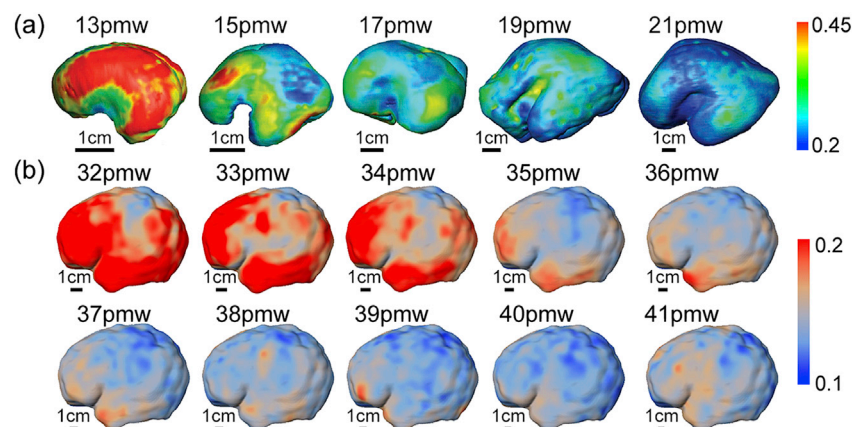 (a)
13pmw 15pmw 17pmw 19pmw 21pmw
0.45
1cm 1cm 1cm 1cm 1cm
0.2
(b)
32pmw 33pmw 34pmw 35pmw 36pmw
0.2
1cm 1cm 1cm 1cm 1cm
37pmw 38pmw 39pmw 40pmw 41pmw
0.1
1cm 1cm 1cm 1cm 1cm